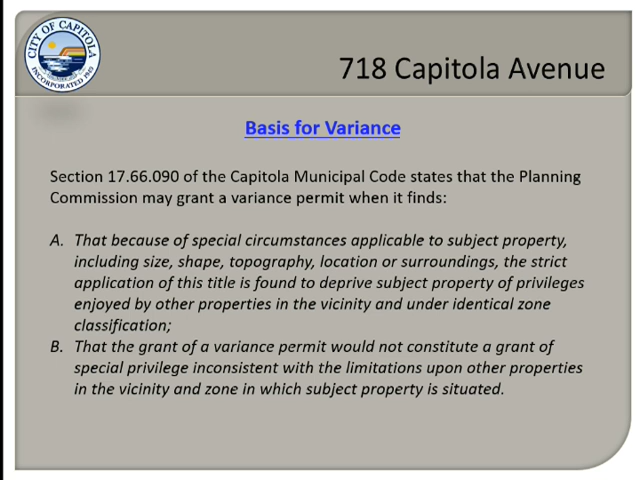 CITY OF CAPITOLA
INCORPORATED 1949
718 Capitola Avenue
Basis for Variance
Section 17.66.090 of the Capitola Municipal Code states that the Planning
Commission may grant a variance permit when it finds:
A. That because of special circumstances applicable to subject property,
including size, shape, topography, location or surroundings, the strict
application of this title is found to deprive subject property of privileges
enjoyed by other properties in the vicinity and under identical zone
classification;
B. That the grant of a variance permit would not constitute a grant of
special privilege inconsistent with the limitations upon other properties
in the vicinity and zone in which subject property is situated.